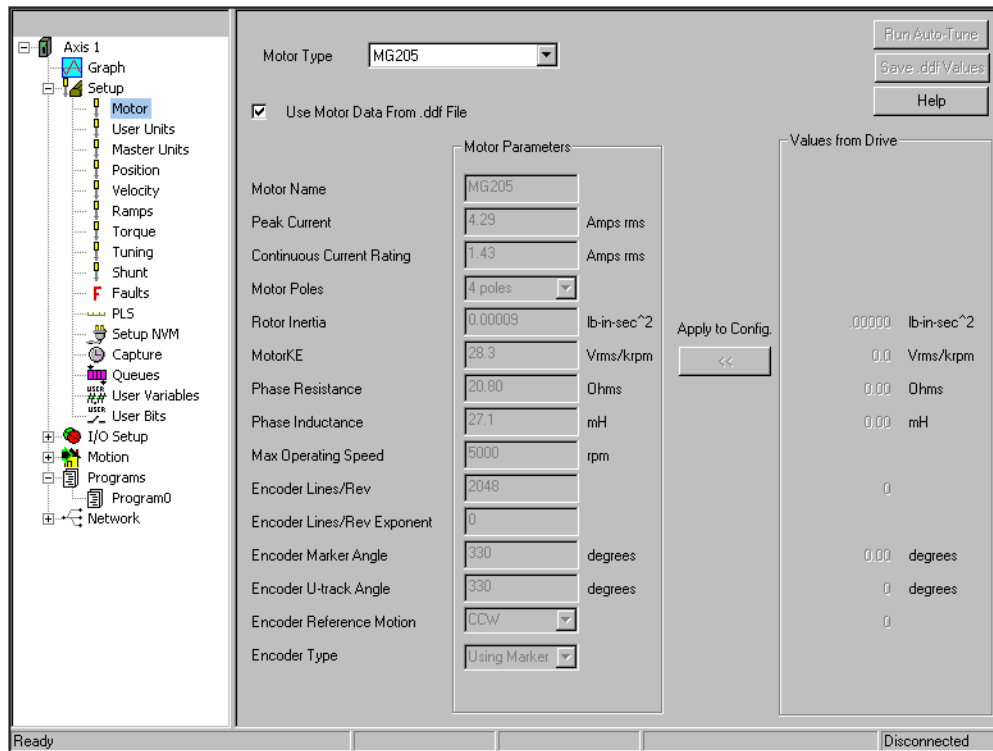 Axis 1
Graph
Setup
Motor
User Units
Master Units
Position
Velocity
Ramps
Torque
Tuning
Shunt
F Faults
PLS
Setup NVM
Capture
Queues
USER ##.## User Variables
USER User Bits
I/O Setup
Motion
Programs
Program0
Network
Motor Type MG205
Run Auto-Tune
Save .ddf Values
Help
Use Motor Data From .ddf File
Motor Parameters
Values from Drive
Motor Name MG205
Peak Current 4.29 Amps rms
Continuous Current Rating 1.43 Amps rms
Motor Poles 4 poles
Rotor Inertia 0.00009 lb-in-sec^2 .00000 lb-in-sec^2
Apply to Config.
<<
MotorKE 28.3 Vrms/krpm 0.0 Vrms/krpm
Phase Resistance 20.80 Ohms 0.00 Ohms
Phase Inductance 27.1 mH 0.00 mH
Max Operating Speed 5000 rpm
Encoder Lines/Rev 2048 0
Encoder Lines/Rev Exponent 0
Encoder Marker Angle 330 degrees 0.00 degrees
Encoder U-track Angle 330 degrees 0 degrees
Encoder Reference Motion CCW 0
Encoder Type Using Marker
Ready Disconnected